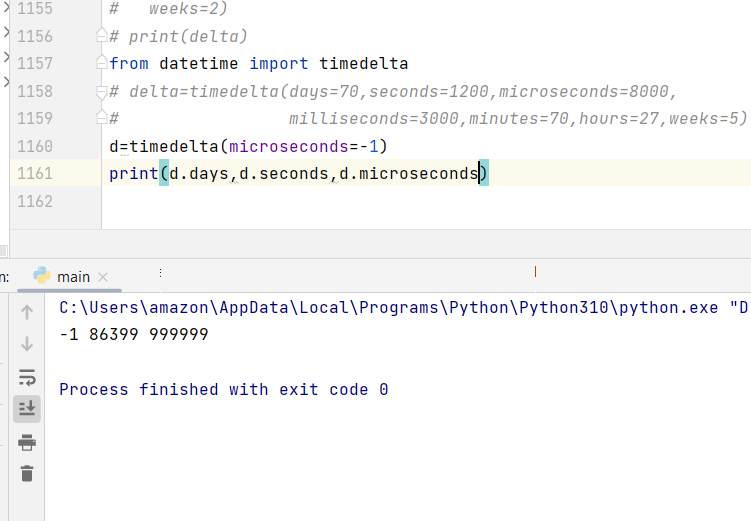 1155 #   weeks=2)
1156 # print(delta)
1157 from datetime import timedelta
1158 # delta=timedelta(days=70,seconds=1200,microseconds=8000,
1159 #                 milliseconds=3000,minutes=70,hours=27,weeks=5)
1160 d=timedelta(microseconds=-1)
1161 print(d.days,d.seconds,d.microseconds)
1162
n: main
C:\Users\amazon\AppData\Local\Programs\Python\Python310\python.exe "D
-1 86399 999999
Process finished with exit code 0